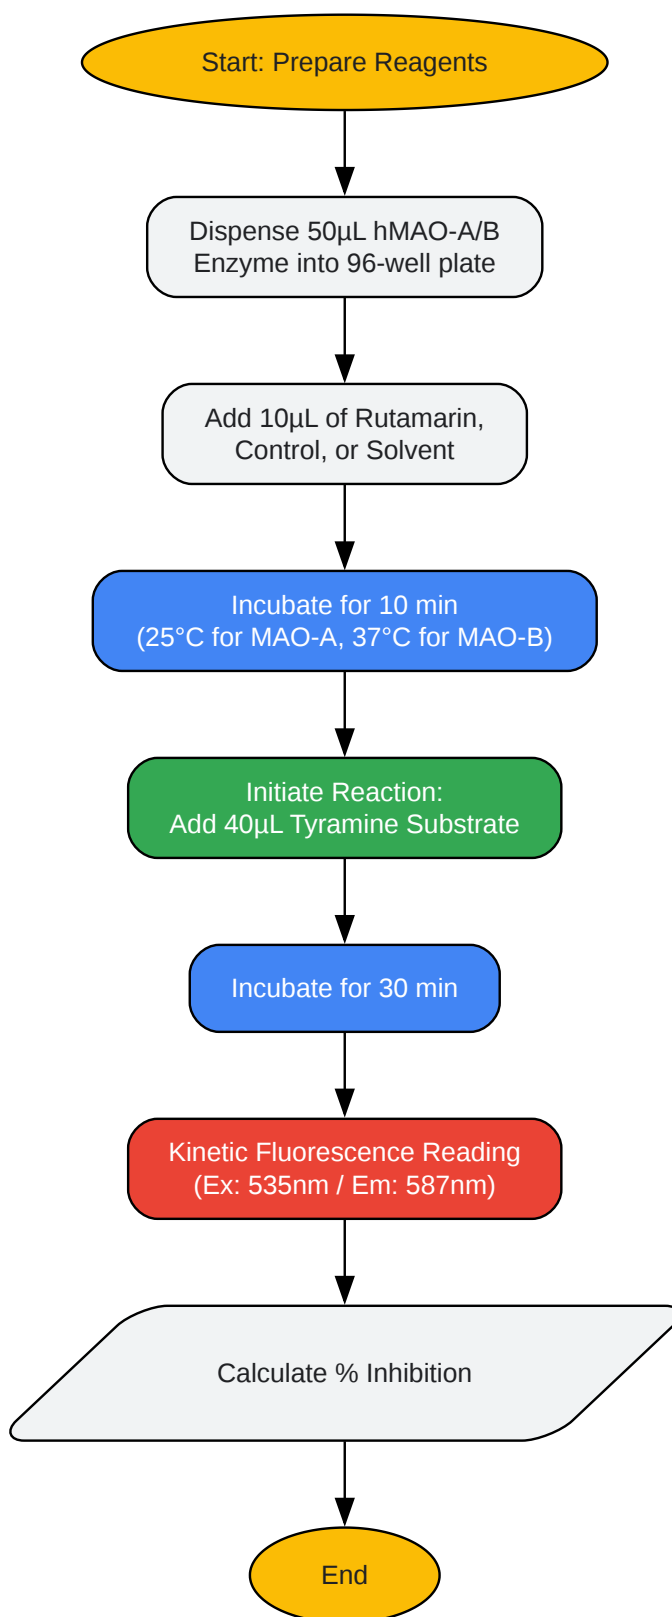 Start: Prepare Reagents
Dispense 50µL hMAO-A/B
Enzyme into 96-well plate
Add 10µL of Rutamarin,
Control, or Solvent
Incubate for 10 min
(25°C for MAO-A, 37°C for MAO-B)
Initiate Reaction:
Add 40µL Tyramine Substrate
Incubate for 30 min
Kinetic Fluorescence Reading
(Ex: 535nm / Em: 587nm)
Calculate % Inhibition
End